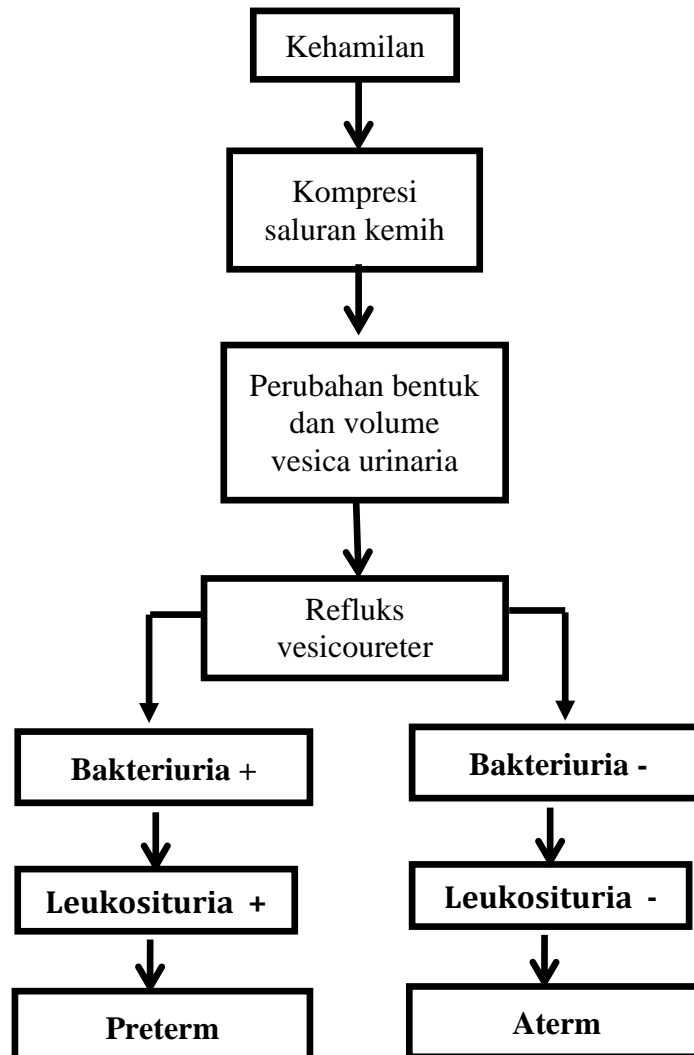 Kehamilan
Kompresi
saluran kemih
Perubahan bentuk
dan volume
vesica urinaria
Refluks
vesicoureter
Bakteriuria +
Bakteriuria -
Leukosituria +
Leukosituria -
Preterm
Aterm